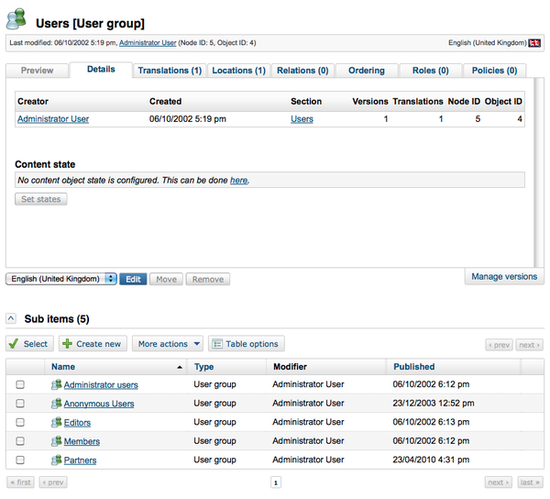 Users [User group]
Last modified: 06/10/2002 5:19 pm, Administrator User (Node ID: 5, Object ID: 4) English (United Kingdom)
Preview Details Translations (1) Locations (1) Relations (0) Ordering Roles (0) Policies (0)
Creator Created Section Versions Translations Node ID Object ID
Administrator User 06/10/2002 5:19 pm Users 1 1 5 4
Content state
No content object state is configured. This can be done here.
Set states
English (United Kingdom) Edit Move Remove Manage versions
Sub items (5)
Select Create new More actions Table options ‹ prev next ›
Name Type Modifier Published
Administrator users User group Administrator User 06/10/2002 6:12 pm
Anonymous Users User group Administrator User 23/12/2003 12:52 pm
Editors User group Administrator User 06/10/2002 6:13 pm
Members User group Administrator User 06/10/2002 6:12 pm
Partners User group Administrator User 23/04/2010 4:31 pm
« first ‹ prev 1 next › last »